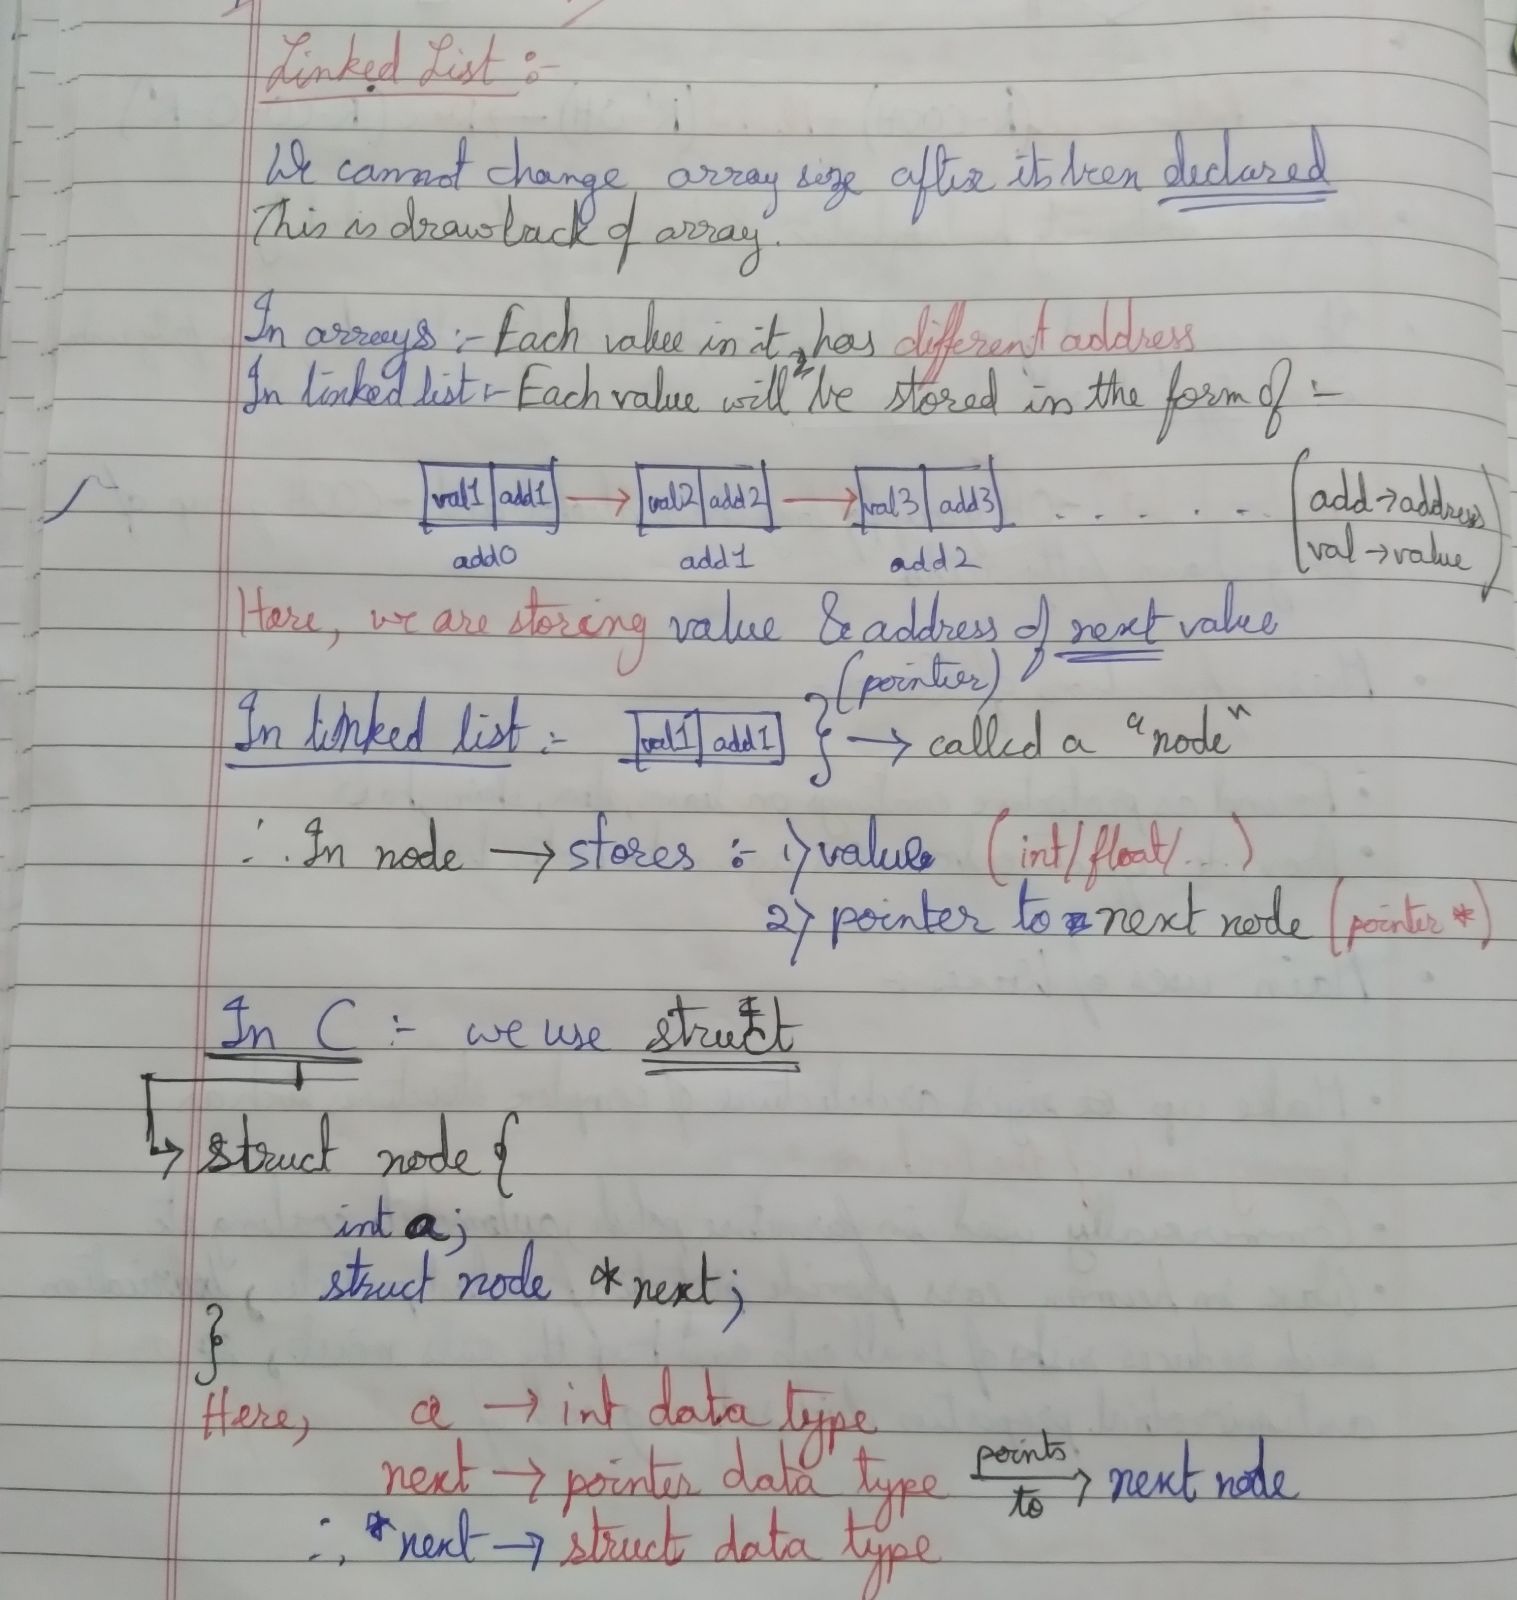 Linked List :-
We cannot change array size after its been declared
This is drawback of array.
In arrays :- Each value in it, has different address
In linked list :- Each value will be stored in the form of :-
val1 add1 → val2 add2 → val3 add3 . . . . . . (add→address
add0 add1 add2 val→value)
Here, we are storing value & address of next value
(pointer)
In linked list :- val1 add1 } → called a "node"
∴ In node → stores :- 1) value (int/float/...)
2) pointer to next node (pointer *)
In C :- we use struct
→ struct node {
int a;
struct node *next;
}
Here, a → int data type
next → pointer data type points to → next node
∴ *next → struct data type